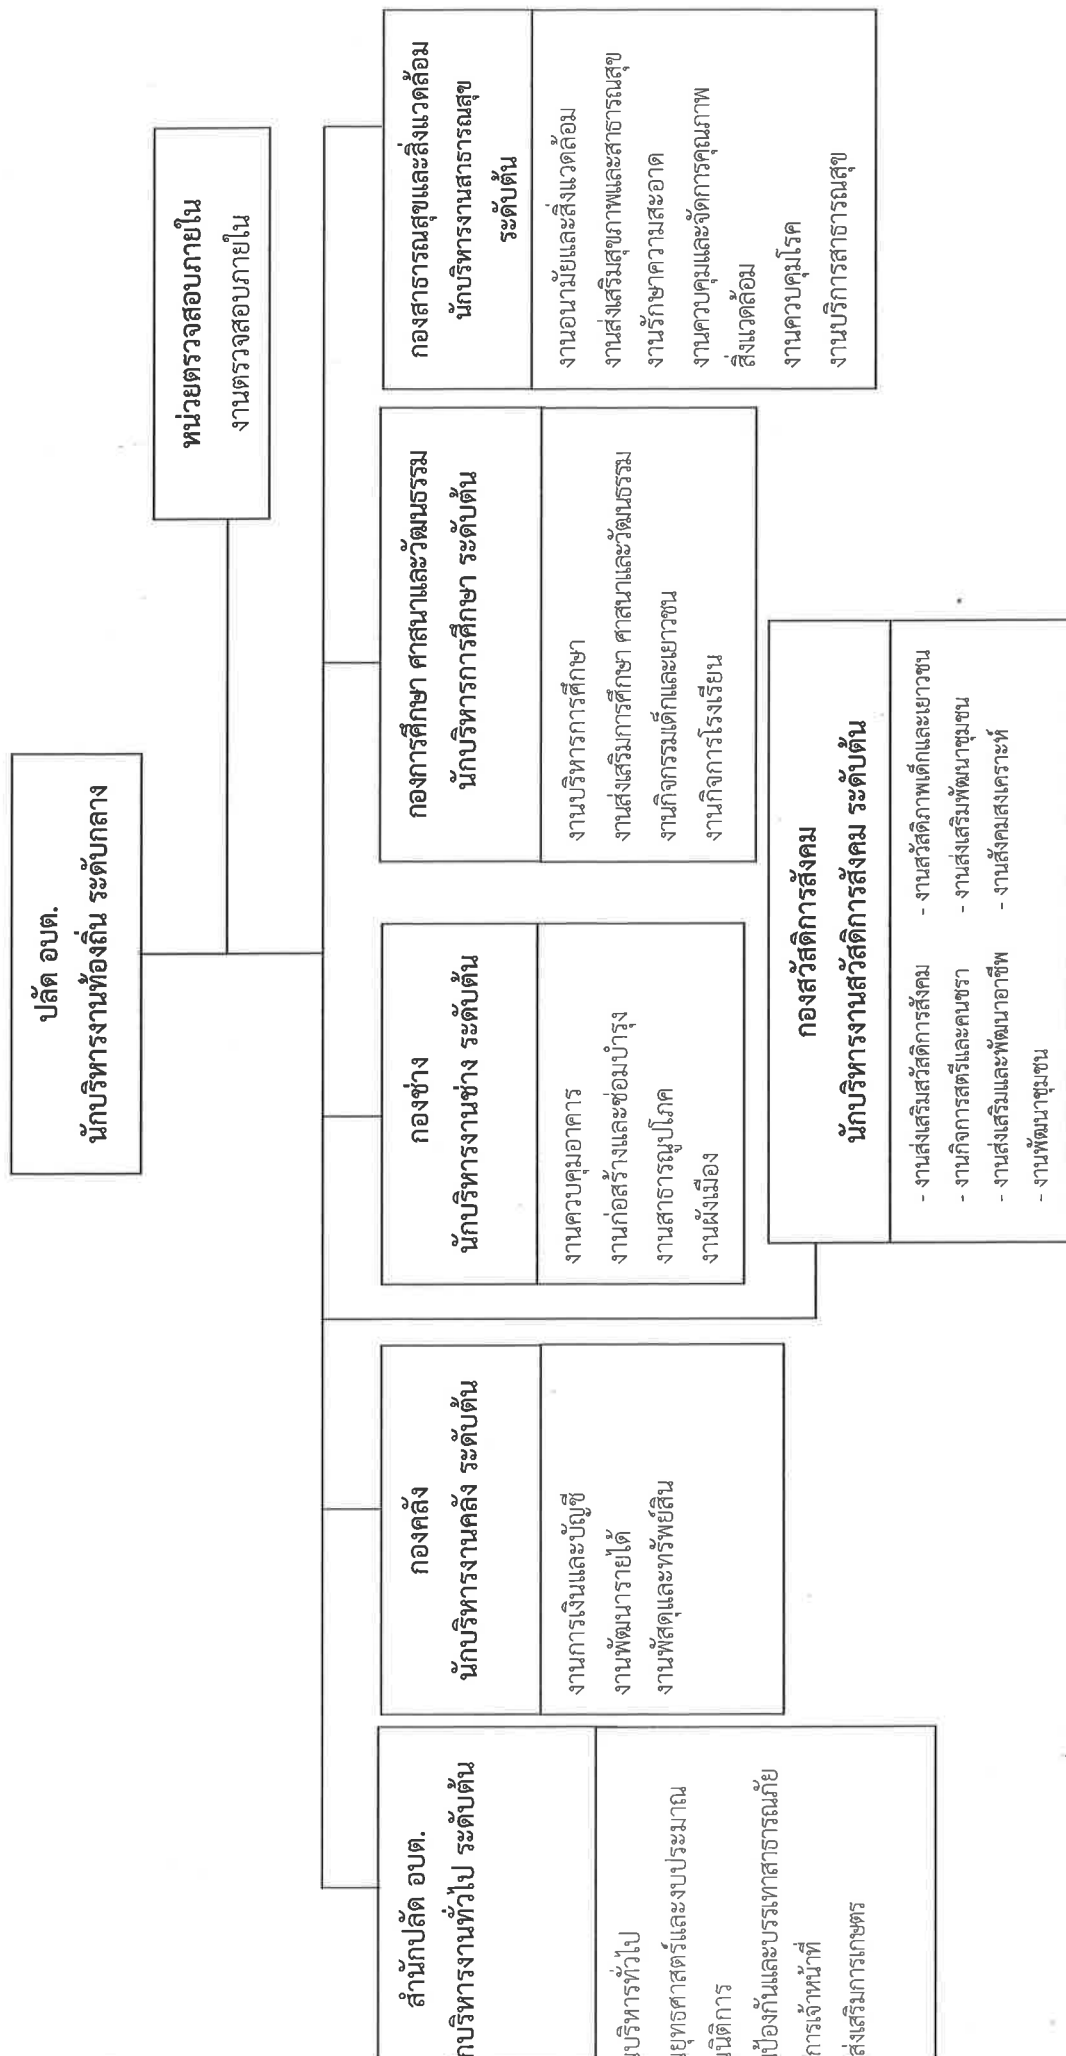 ปลัด อบต.
นักบริหารงานท้องถิ่น ระดับกลาง
หน่วยตรวจสอบภายใน
งานตรวจสอบภายใน
สำนักปลัด อบต.
กบริหารงานทั่วไป ระดับต้น
นบริหารทั่วไป
นยุทธศาสตร์และงบประมาณ
นนิติการ
นป้องกันและบรรเทาสาธารณภัย
การเจ้าหน้าที่
ส่งเสริมการเกษตร
กองคลัง
นักบริหารงานคลัง ระดับต้น
งานการเงินและบัญชี
งานพัฒนารายได้
งานพัสดุและทรัพย์สิน
กองช่าง
นักบริหารงานช่าง ระดับต้น
งานควบคุมอาคาร
งานก่อสร้างและซ่อมบำรุง
งานสาธารณูปโภค
งานผังเมือง
กองการศึกษา ศาสนาและวัฒนธรรม
นักบริหารการศึกษา ระดับต้น
งานบริหารการศึกษา
งานส่งเสริมการศึกษา ศาสนาและวัฒนธรรม
งานกิจกรรมเด็กและเยาวชน
งานกิจการโรงเรียน
กองสาธารณสุขและสิ่งแวดล้อม
นักบริหารงานสาธารณสุข
ระดับต้น
งานอนามัยและสิ่งแวดล้อม
งานส่งเสริมสุขภาพและสาธารณสุข
งานรักษาความสะอาด
งานควบคุมและจัดการคุณภาพ
สิ่งแวดล้อม
งานควบคุมโรค
งานบริการสาธารณสุข
กองสวัสดิการสังคม
นักบริหารงานสวัสดิการสังคม ระดับต้น
- งานส่งเสริมสวัสดิการสังคม - งานสวัสดิภาพเด็กและเยาวชน
- งานกิจการสตรีและคนชรา - งานส่งเสริมพัฒนาชุมชน
- งานส่งเสริมและพัฒนาอาชีพ - งานสังคมสงเคราะห์
- งานพัฒนาชุมชน